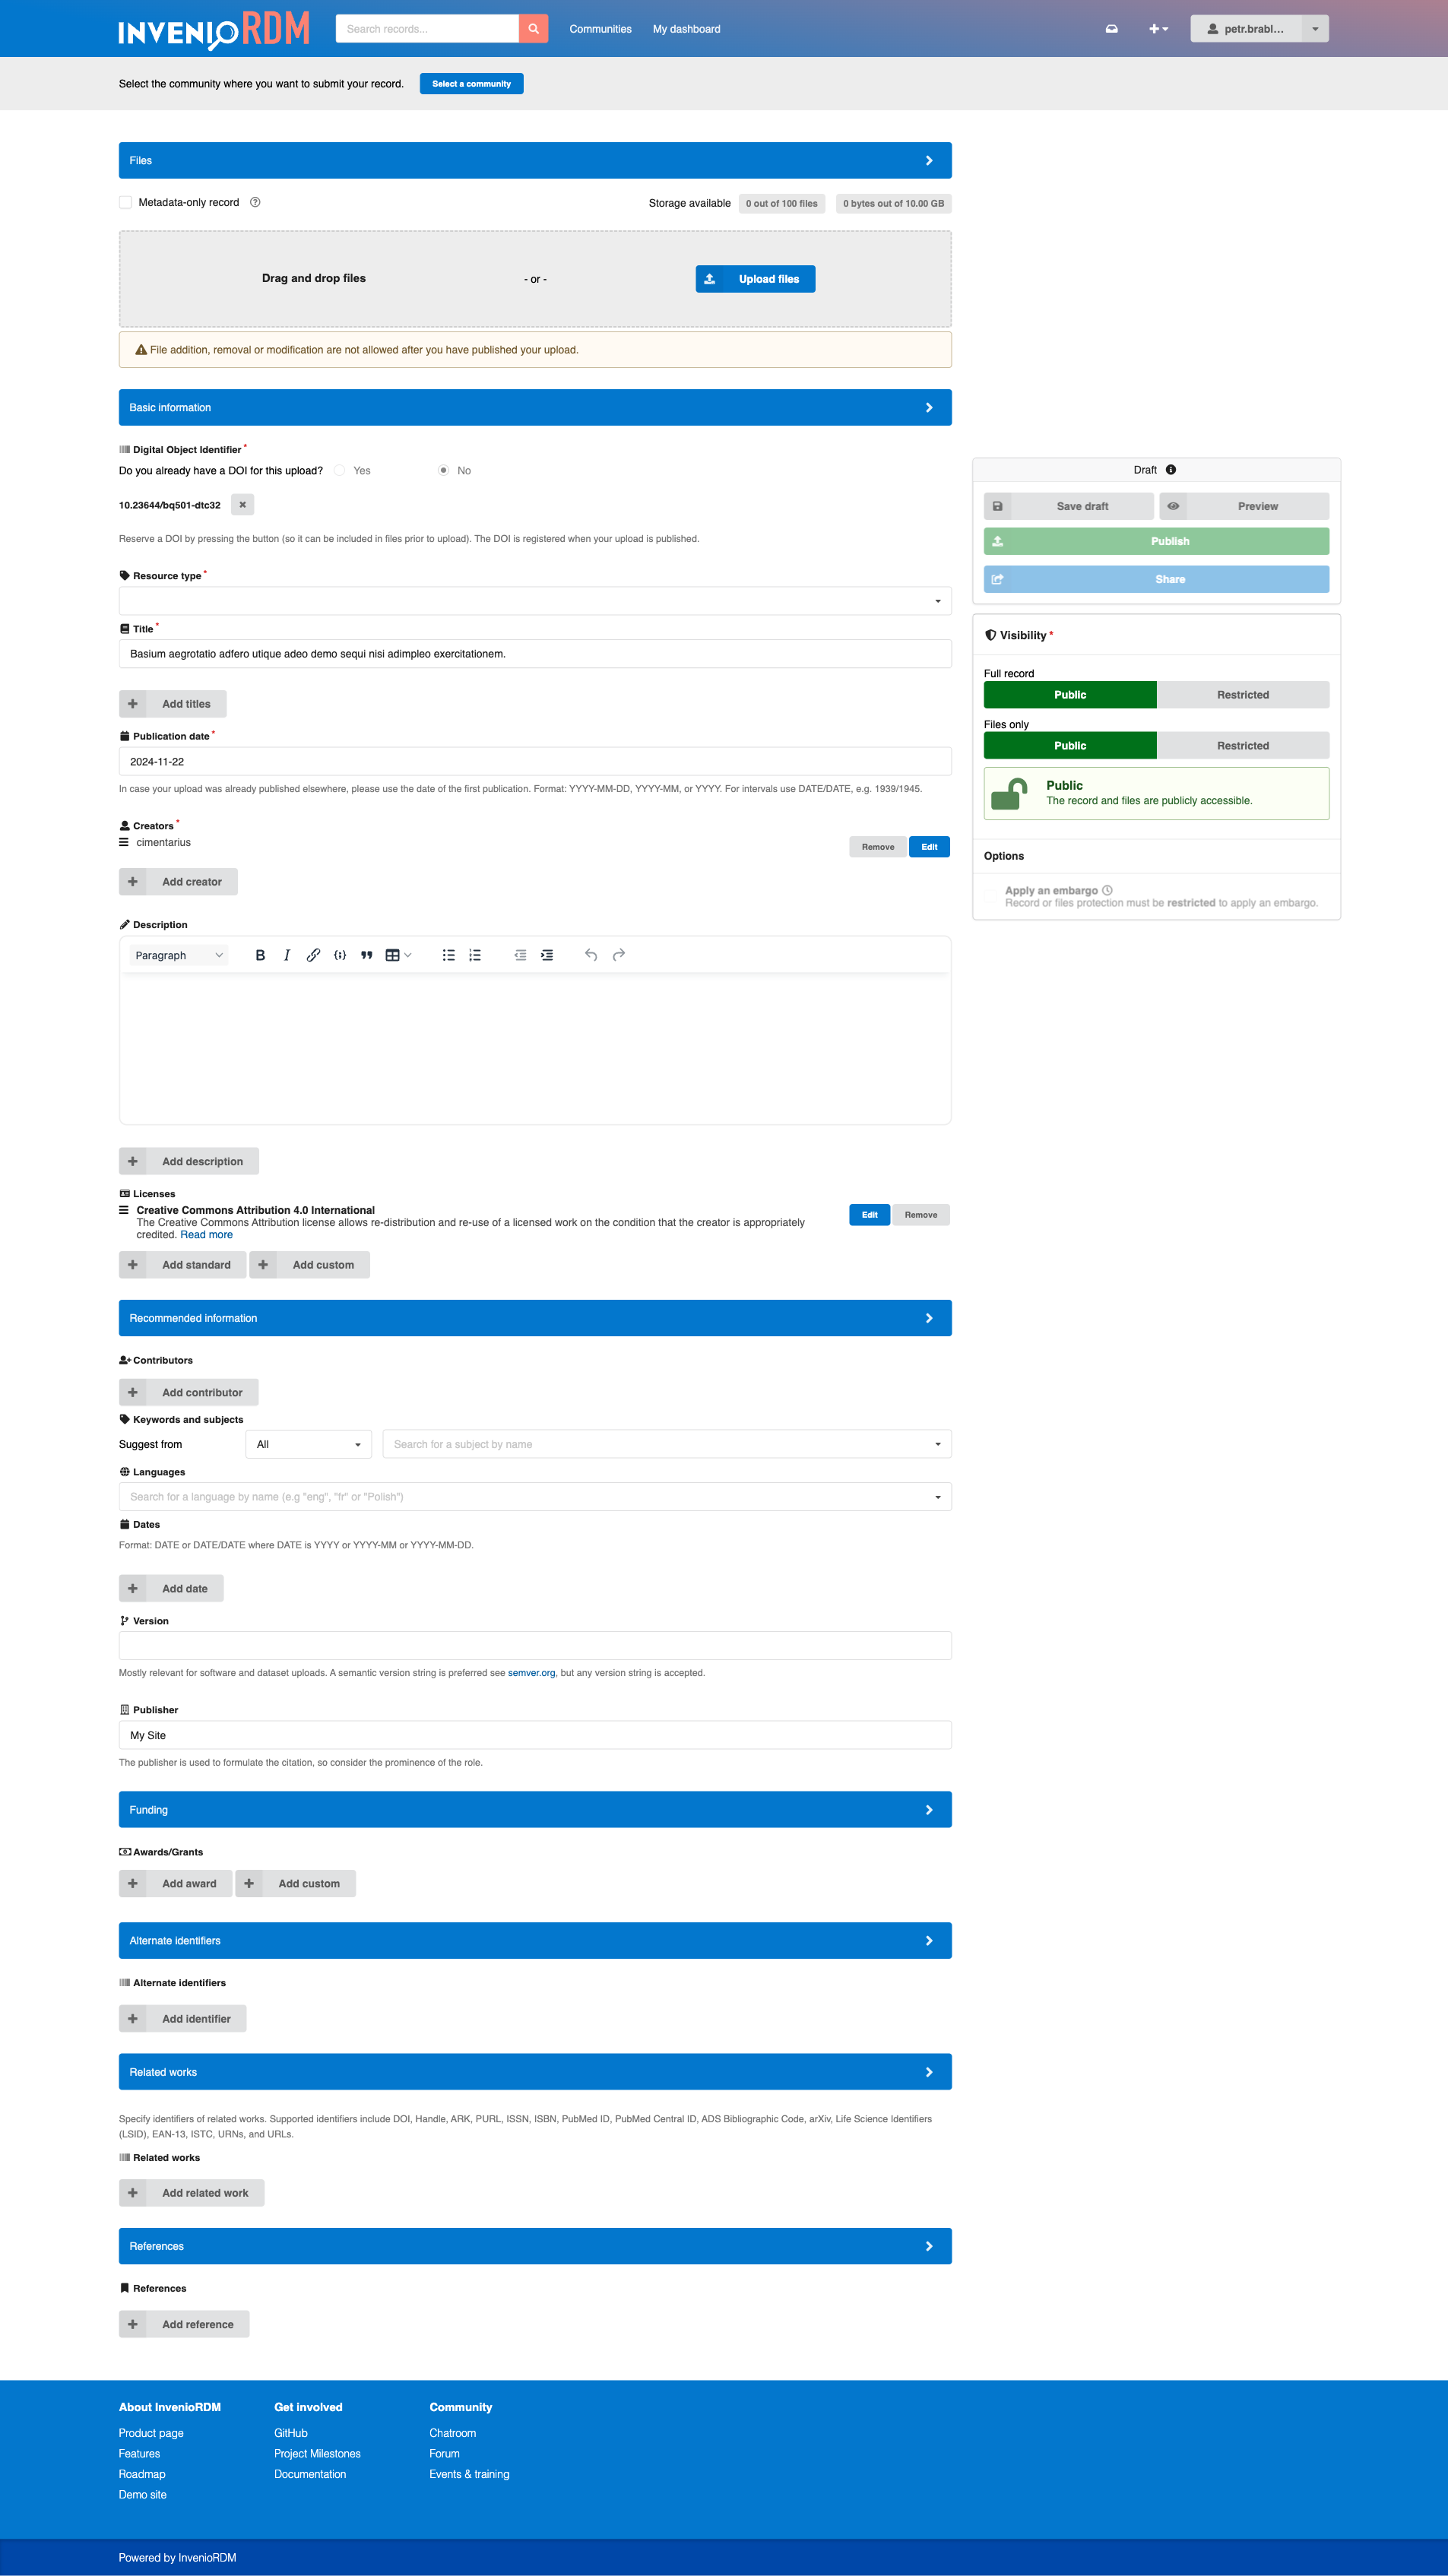 INVENIORDM
Search records...
Communities
My dashboard
petr.brabl...
Select the community where you want to submit your record.
Select a community
Files
Metadata-only record
Storage available
0 out of 100 files
0 bytes out of 10.00 GB
Drag and drop files
- or -
Upload files
File addition, removal or modification are not allowed after you have published your upload.
Basic information
Digital Object Identifier *
Do you already have a DOI for this upload?
Yes
No
10.23644/bq501-dtc32
Reserve a DOI by pressing the button (so it can be included in files prior to upload). The DOI is registered when your upload is published.
Resource type *
Title *
Basium aegrotatio adfero utique adeo demo sequi nisi adimpleo exercitationem.
Add titles
Publication date *
2024-11-22
In case your upload was already published elsewhere, please use the date of the first publication. Format: YYYY-MM-DD, YYYY-MM, or YYYY. For intervals use DATE/DATE, e.g. 1939/1945.
Creators *
cimentarius
Remove
Edit
Add creator
Description
Paragraph
Add description
Licenses
Creative Commons Attribution 4.0 International
The Creative Commons Attribution license allows re-distribution and re-use of a licensed work on the condition that the creator is appropriately
credited. Read more
Edit
Remove
Add standard
Add custom
Recommended information
Contributors
Add contributor
Keywords and subjects
Suggest from
All
Search for a subject by name
Languages
Search for a language by name (e.g "eng", "fr" or "Polish")
Dates
Format: DATE or DATE/DATE where DATE is YYYY or YYYY-MM or YYYY-MM-DD.
Add date
Version
Mostly relevant for software and dataset uploads. A semantic version string is preferred see semver.org, but any version string is accepted.
Publisher
My Site
The publisher is used to formulate the citation, so consider the prominence of the role.
Funding
Awards/Grants
Add award
Add custom
Alternate identifiers
Alternate identifiers
Add identifier
Related works
Specify identifiers of related works. Supported identifiers include DOI, Handle, ARK, PURL, ISSN, ISBN, PubMed ID, PubMed Central ID, ADS Bibliographic Code, arXiv, Life Science Identifiers
(LSID), EAN-13, ISTC, URNs, and URLs.
Related works
Add related work
References
References
Add reference
Draft
Save draft
Preview
Publish
Share
Visibility *
Full record
Public
Restricted
Files only
Public
Restricted
Public
The record and files are publicly accessible.
Options
Apply an embargo
Record or files protection must be restricted to apply an embargo.
About InvenioRDM
Product page
Features
Roadmap
Demo site
Get involved
GitHub
Project Milestones
Documentation
Community
Chatroom
Forum
Events & training
Powered by InvenioRDM